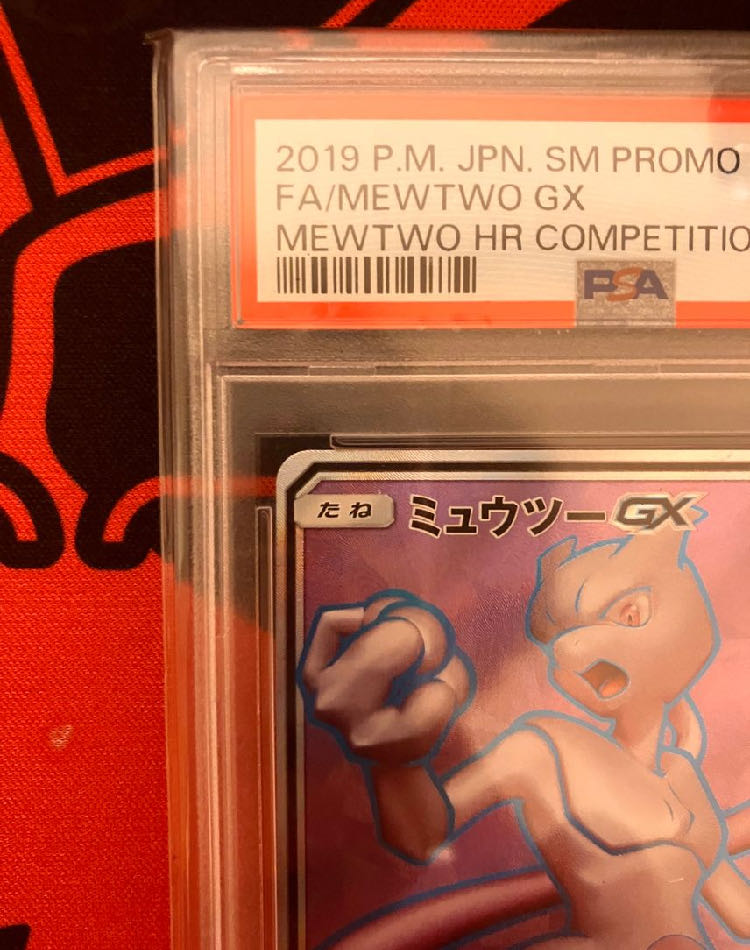 2019 P.M. JPN. SM PROMO
FA/MEWTWO GX
MEWTWO HR COMPETITIO
PSA
たね ミュウツーGX